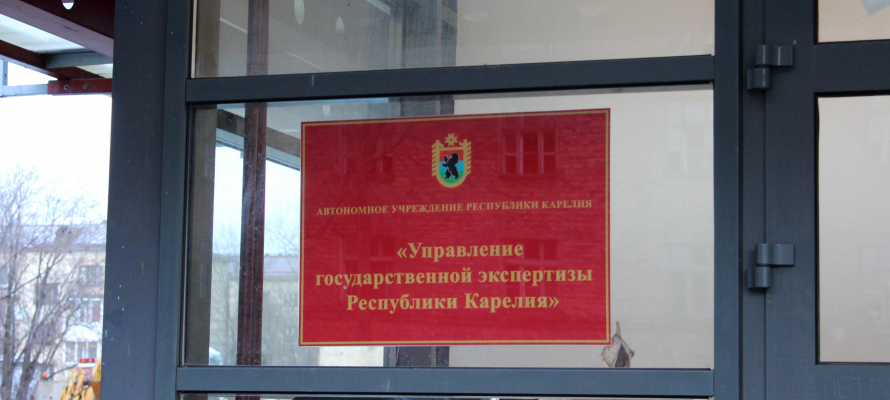 АВТОНОМНОЕ УЧРЕЖДЕНИЕ РЕСПУБЛИКИ КАРЕЛИЯ
«Управление
государственной экспертизы
Республики Карелия»